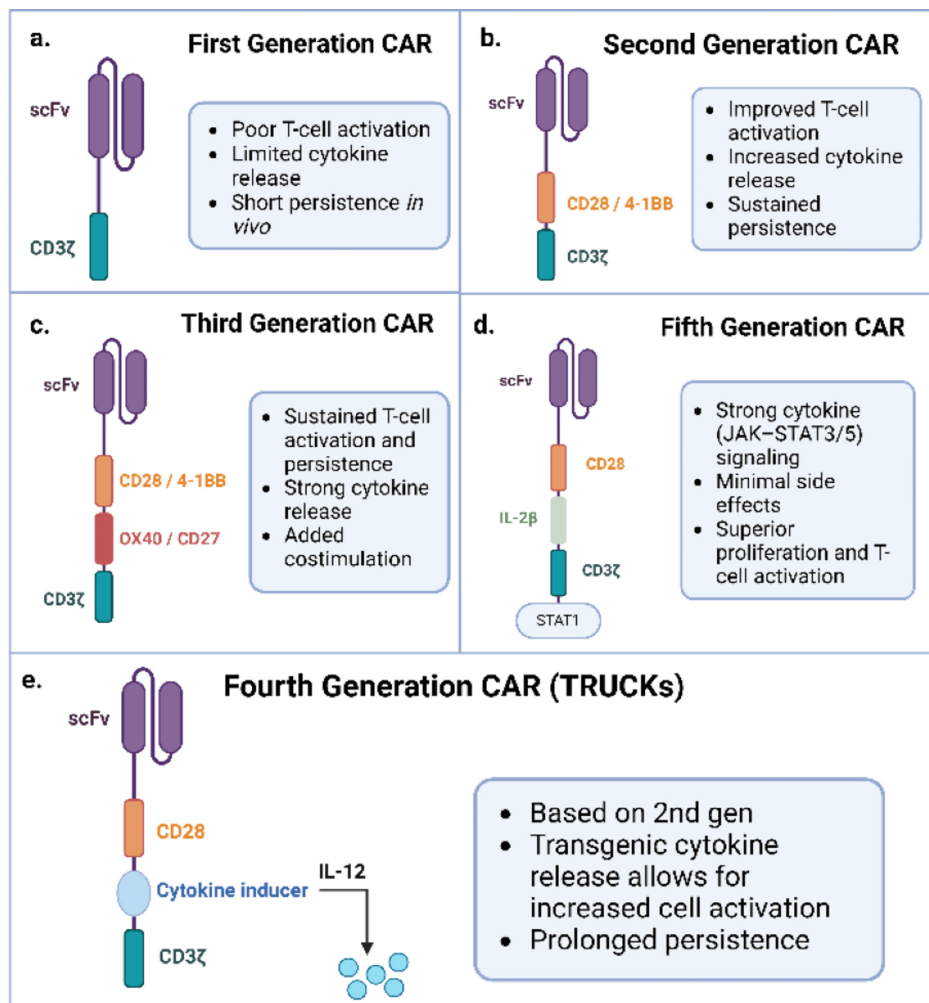 a.
First Generation CAR
scFv
CD3ζ
• Poor T-cell activation
• Limited cytokine
release
• Short persistence in
vivo
b.
Second Generation CAR
scFv
CD28 / 4-1BB
CD3ζ
• Improved T-cell
activation
• Increased cytokine
release
• Sustained
persistence
c.
Third Generation CAR
scFv
CD28 / 4-1BB
OX40 / CD27
CD3ζ
• Sustained T-cell
activation and
persistence
• Strong cytokine
release
• Added
costimulation
d.
Fifth Generation CAR
scFv
CD28
IL-2β
CD3ζ
STAT1
• Strong cytokine
(JAK–STAT3/5)
signaling
• Minimal side
effects
• Superior
proliferation and T-
cell activation
e.
Fourth Generation CAR (TRUCKs)
scFv
CD28
Cytokine inducer
IL-12
CD3ζ
• Based on 2nd gen
• Transgenic cytokine
release allows for
increased cell activation
• Prolonged persistence